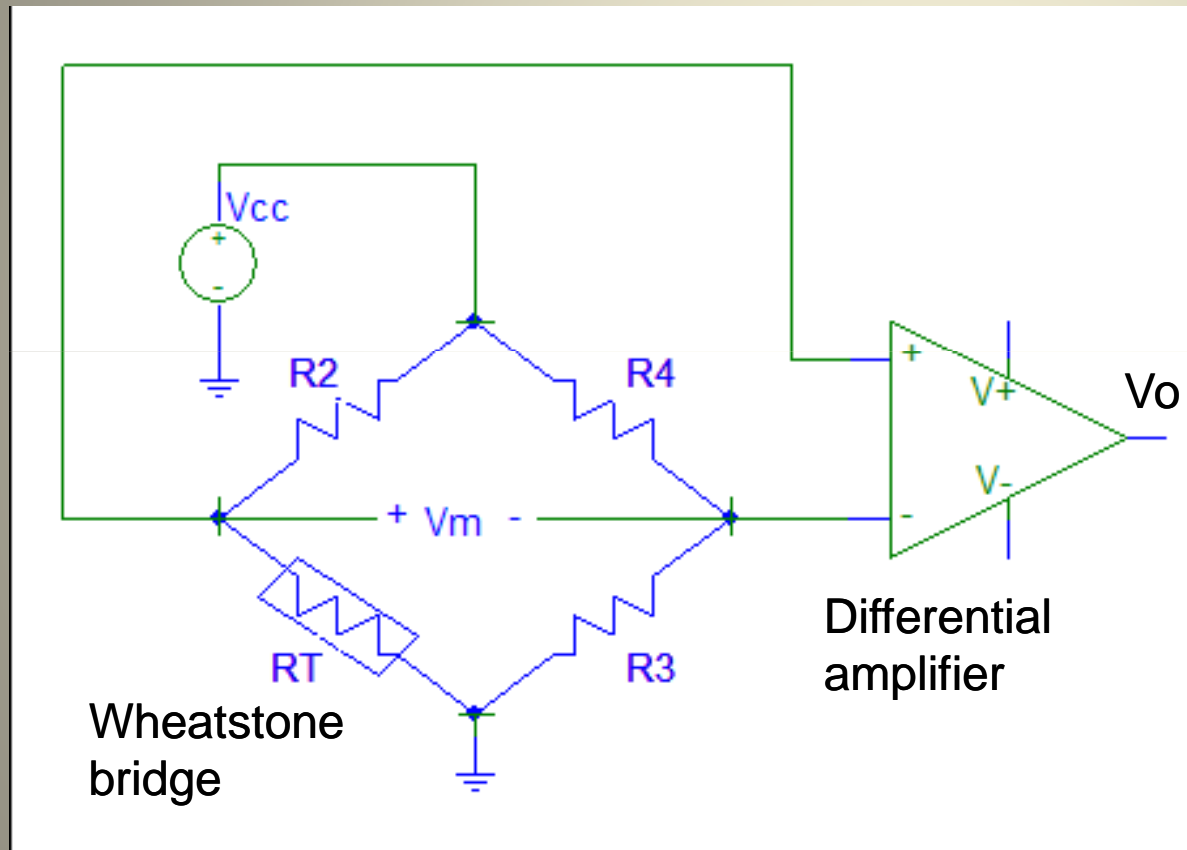 Vcc
+
-
R2
R4
+
V+
Vo
+ Vm -
V-
-
RT
R3
Differential
amplifier
Wheatstone
bridge